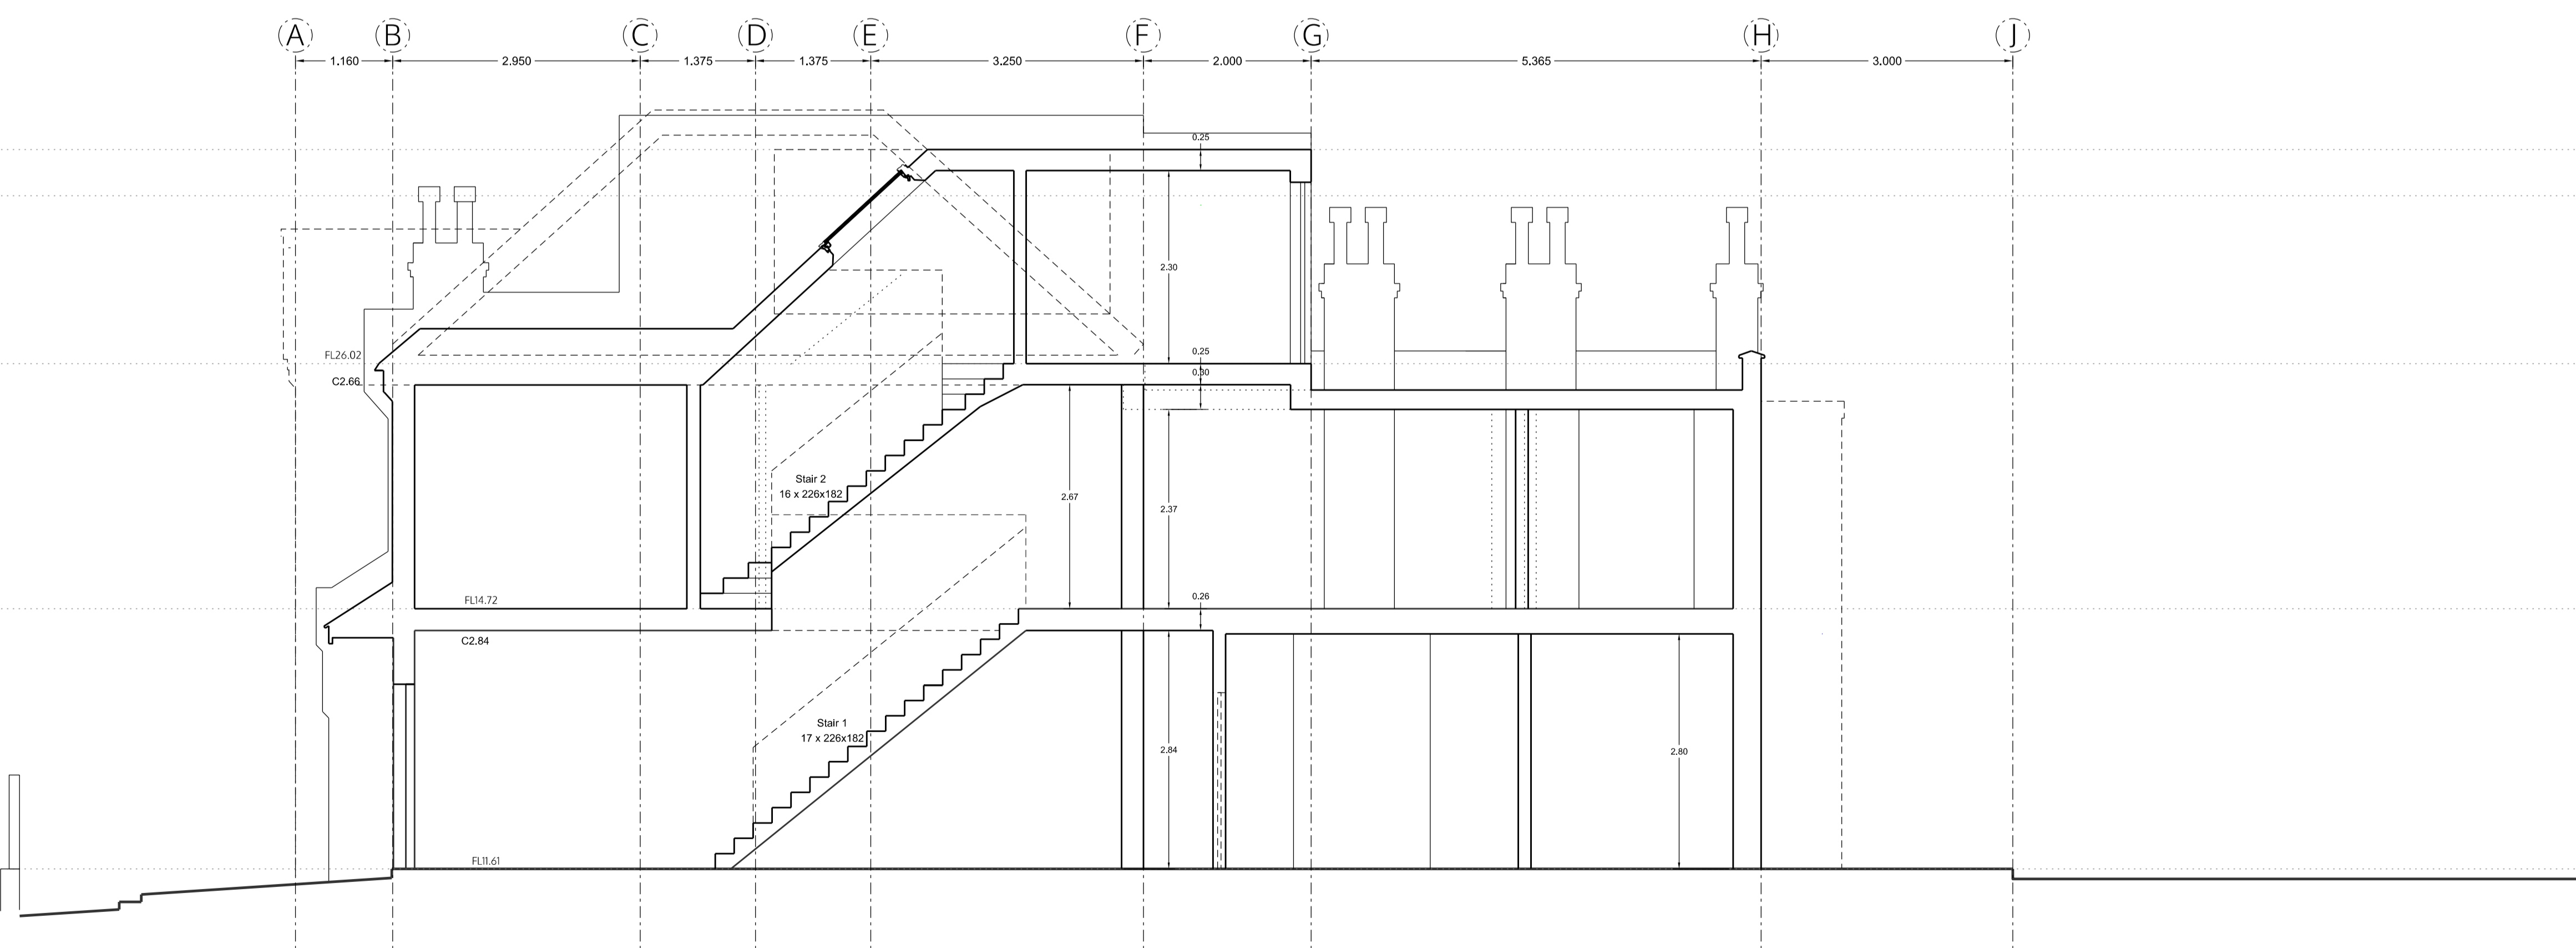 A B C D E F G H J
1.160 2.950 1.375 1.375 3.250 2.000 5.365 3.000
0.25
2.30
FL26.02
0.25
0.30
C2.66
Stair 2
16 x 226x182
2.67
2.37
FL14.72
0.26
C2.84
Stair 1
17 x 226x182
2.84
2.80
FL11.61